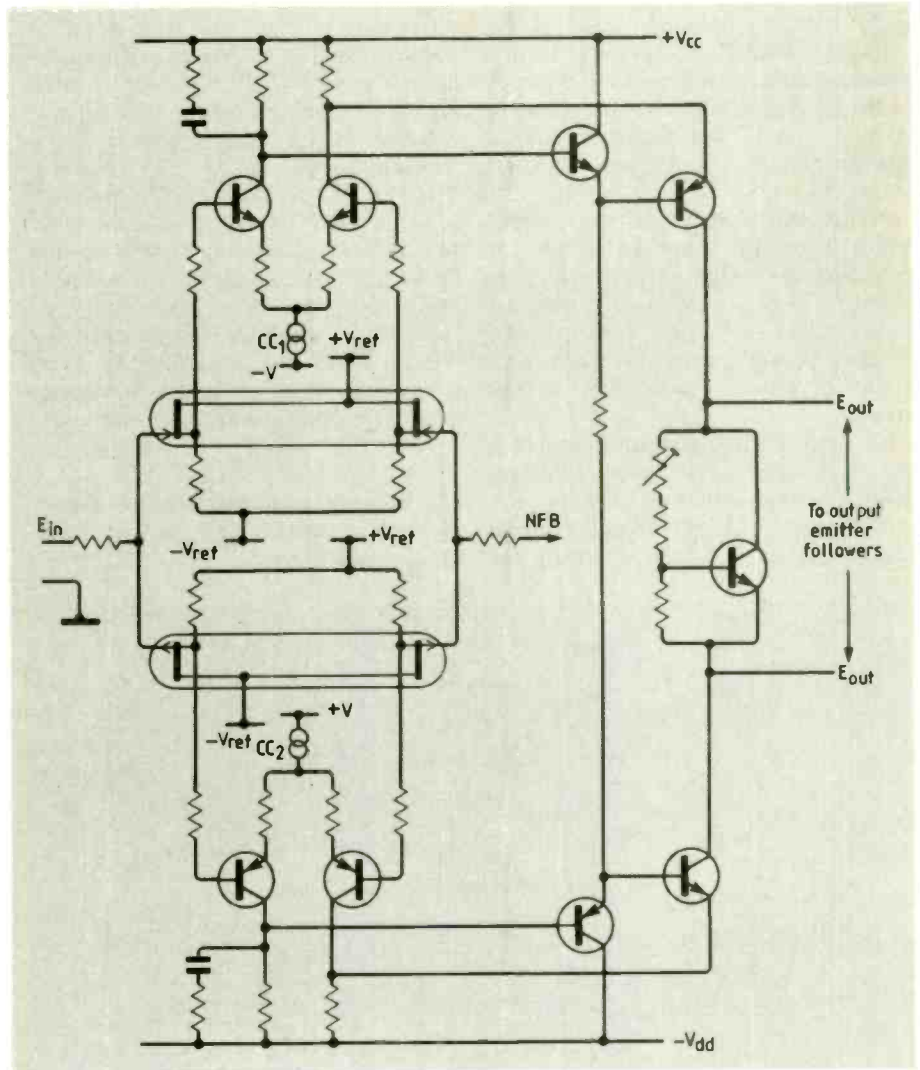 +Vcc
CC1
+Vref
-V
Eout
Ein
NFB
To output
emitter
followers
-Vref
+Vref
Eout
+V
-Vref
CC2
-Vdd